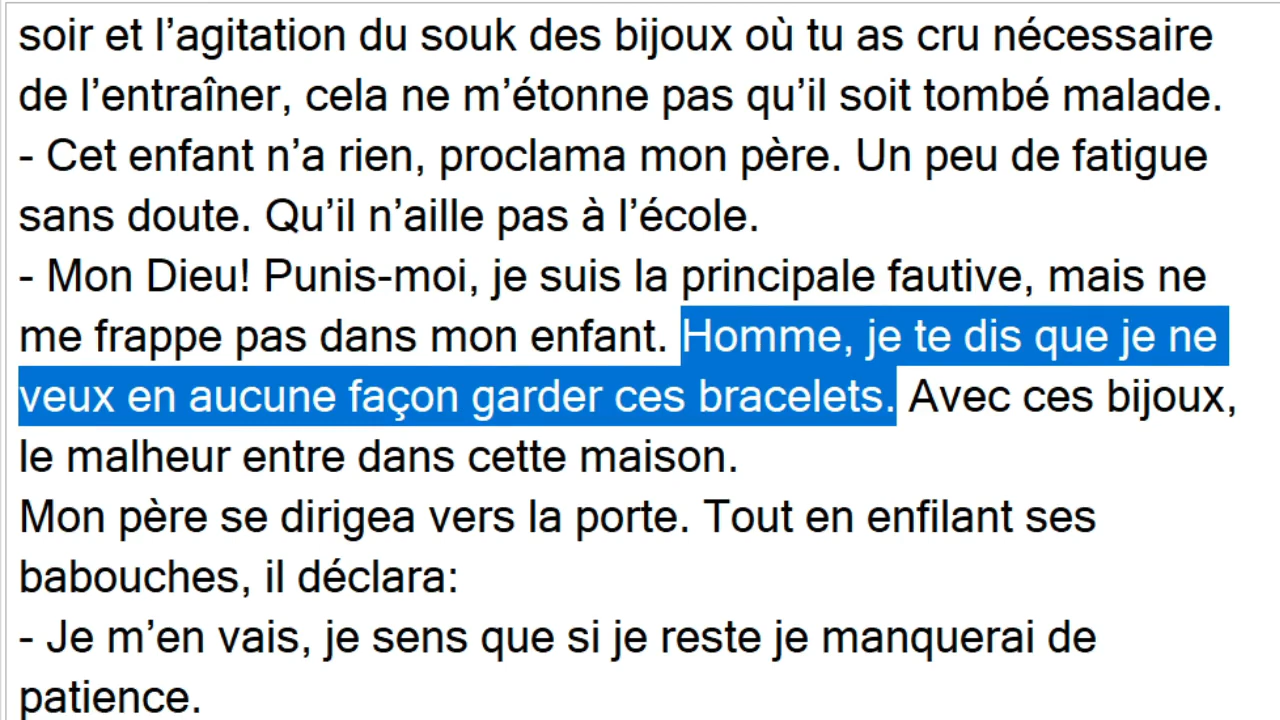 soir et l’agitation du souk des bijoux où tu as cru nécessaire
de l’entraîner, cela ne m’étonne pas qu’il soit tombé malade.
- Cet enfant n’a rien, proclama mon père. Un peu de fatigue
sans doute. Qu’il n’aille pas à l’école.
- Mon Dieu! Punis-moi, je suis la principale fautive, mais ne
me frappe pas dans mon enfant. Homme, je te dis que je ne
veux en aucune façon garder ces bracelets. Avec ces bijoux,
le malheur entre dans cette maison.
Mon père se dirigea vers la porte. Tout en enfilant ses
babouches, il déclara:
- Je m’en vais, je sens que si je reste je manquerai de
patience.